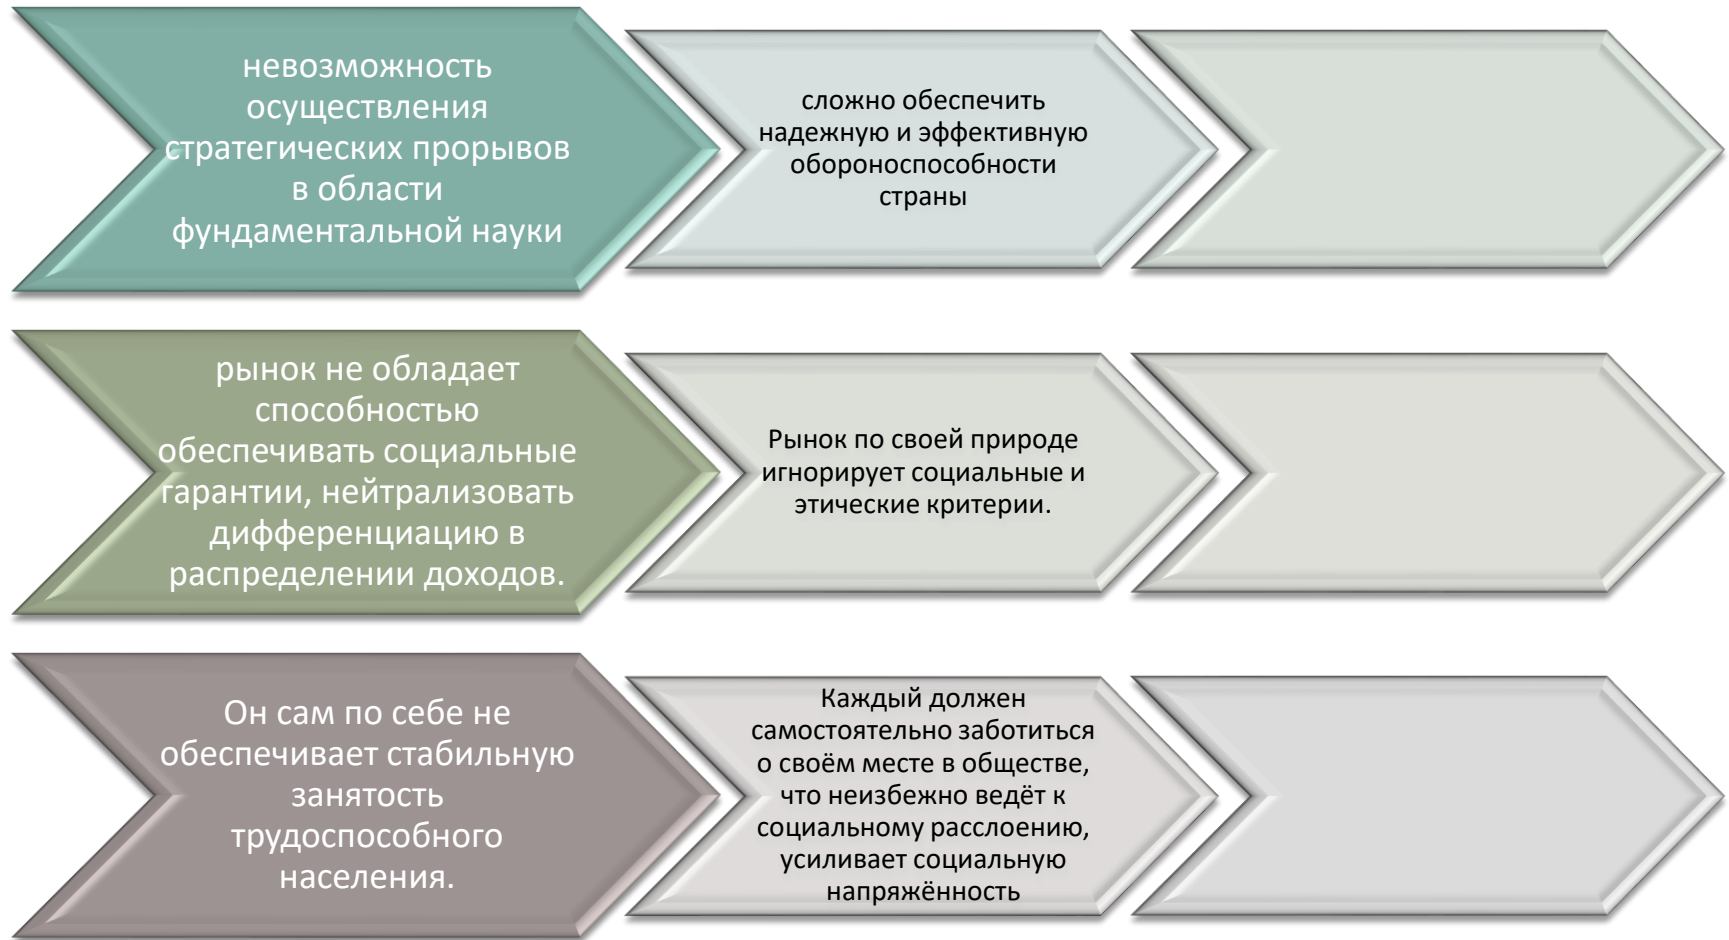 невозможность
осуществления
стратегических прорывов
в области
фундаментальной науки
сложно обеспечить
надежную и эффективную
обороноспособности
страны
рынок не обладает
способностью
обеспечивать социальные
гарантии, нейтрализовать
дифференциацию в
распределении доходов.
Рынок по своей природе
игнорирует социальные и
этические критерии.
Он сам по себе не
обеспечивает стабильную
занятость
трудоспособного
населения.
Каждый должен
самостоятельно заботиться
о своём месте в обществе,
что неизбежно ведёт к
социальному расслоению,
усиливает социальную
напряжённость